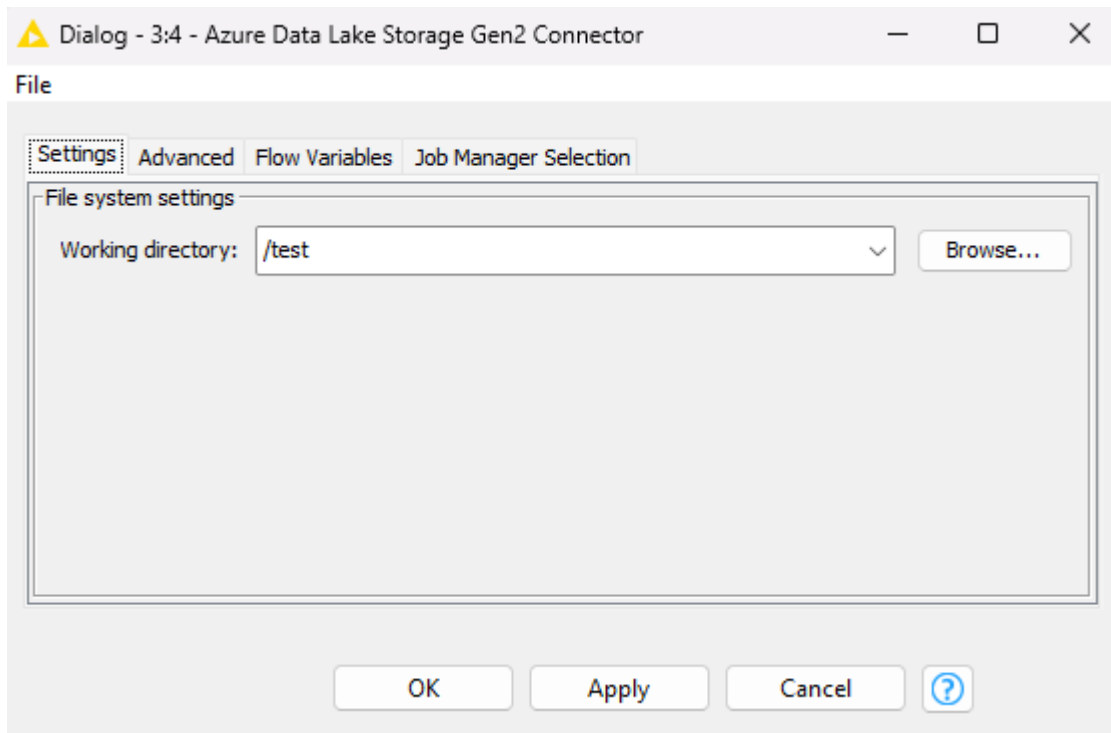 Dialog - 3:4 - Azure Data Lake Storage Gen2 Connector
File
Settings Advanced Flow Variables Job Manager Selection
File system settings
Working directory: /test Browse...
OK Apply Cancel ?